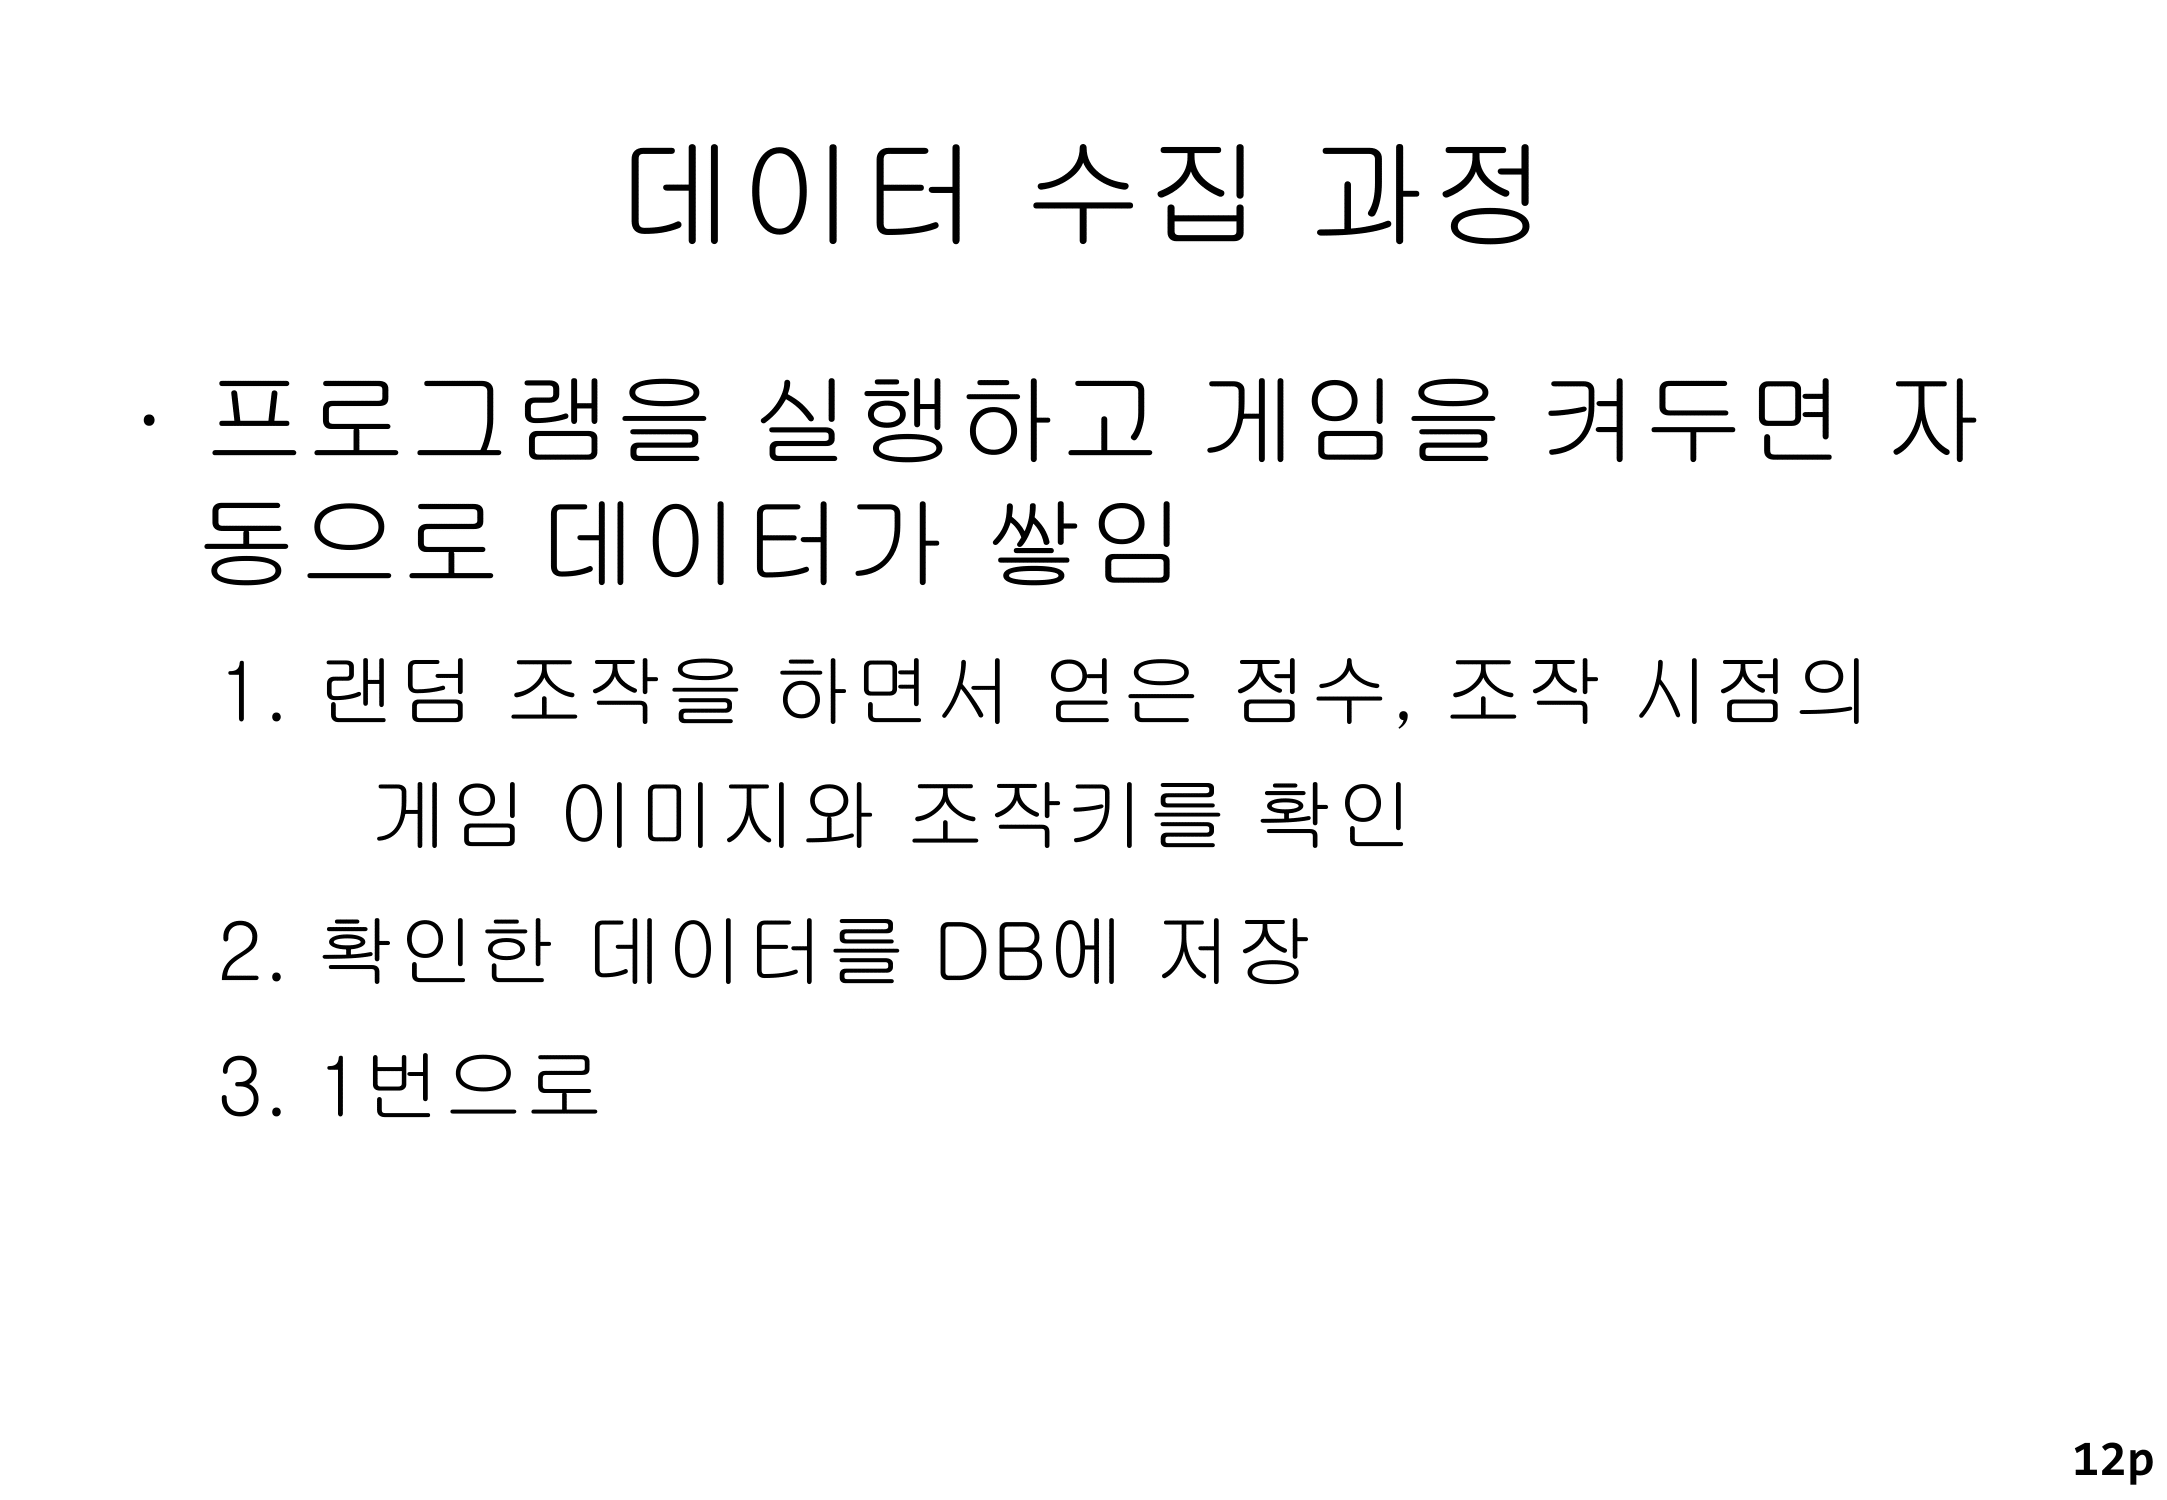 데이터 수집 과정
· 프로그램을 실행하고 게임을 켜두면 자
동으로 데이터가 쌓임
1. 랜덤 조작을 하면서 얻은 점수, 조작 시점의
게임 이미지와 조작키를 확인
2. 확인한 데이터를 DB에 저장
3. 1번으로
12p